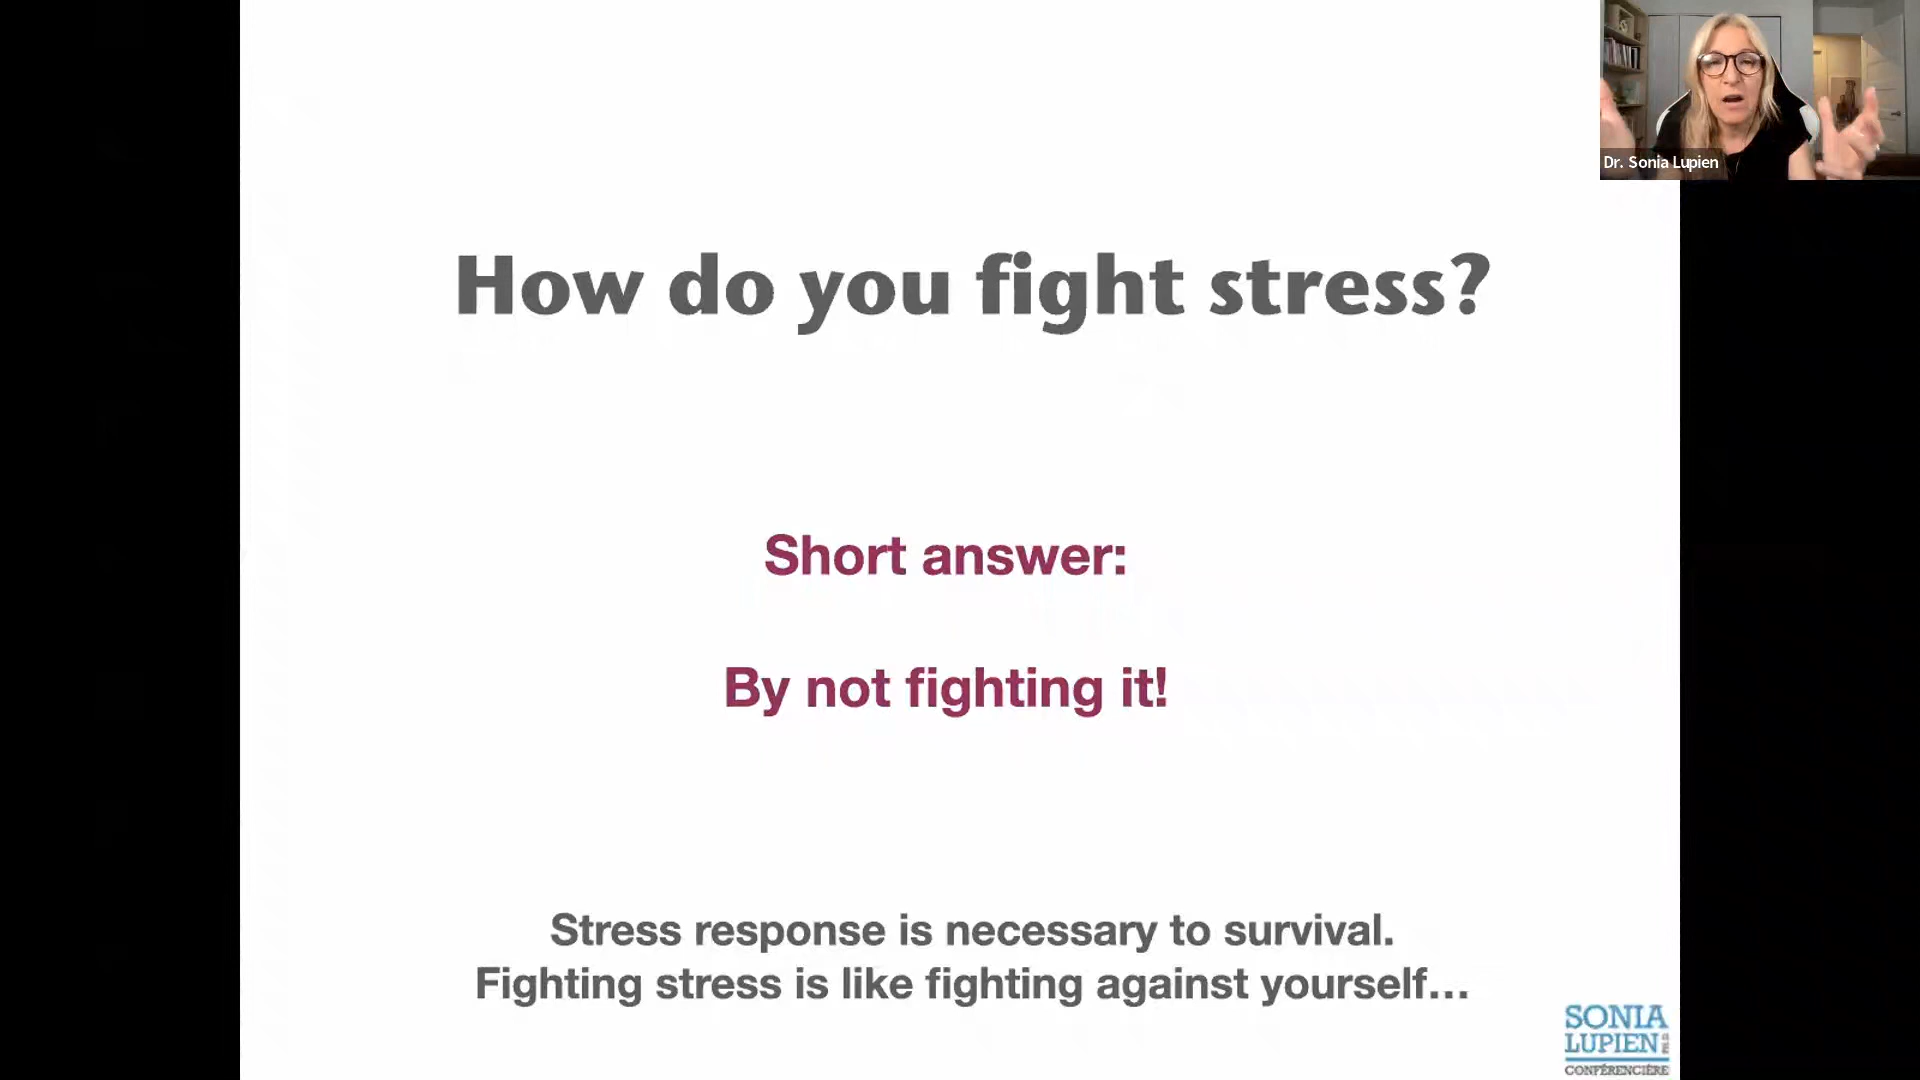 Dr. Sonia Lupien
How do you fight stress?
Short answer:
By not fighting it!
Stress response is necessary to survival.
Fighting stress is like fighting against yourself...
SONIA
LUPIEN PH.D.
CONFÉRENCIÈRE